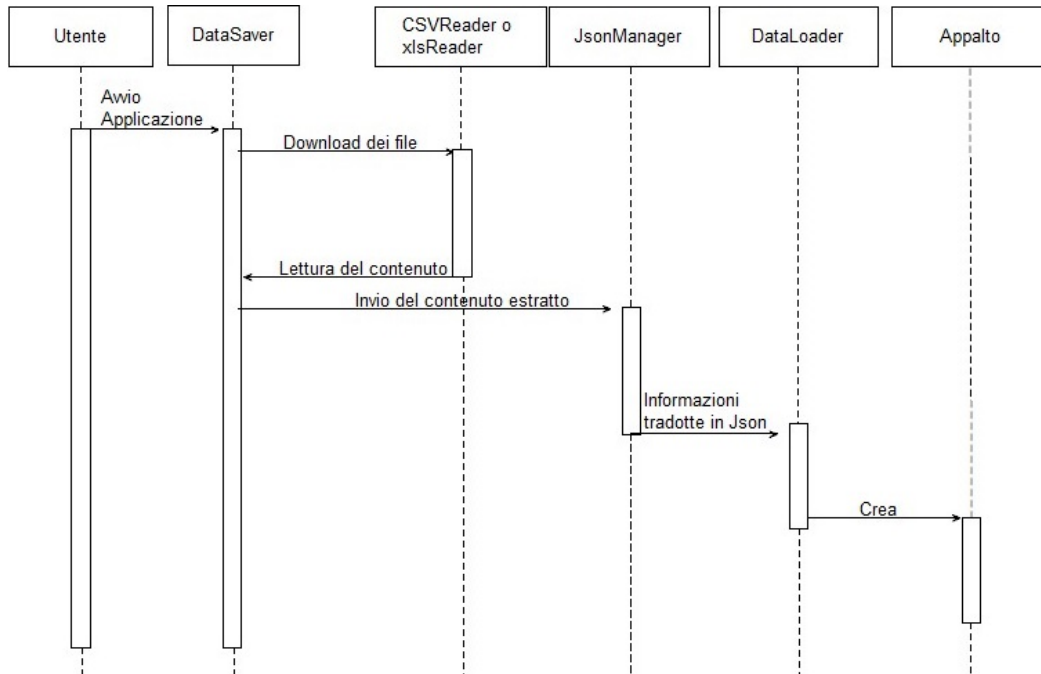 Utente
DataSaver
CSVReader o
xlsReader
JsonManager
DataLoader
Appalto
Avvio
Applicazione
Download dei file
Lettura del contenuto
Invio del contenuto estratto
Informazioni
tradotte in Json
Crea